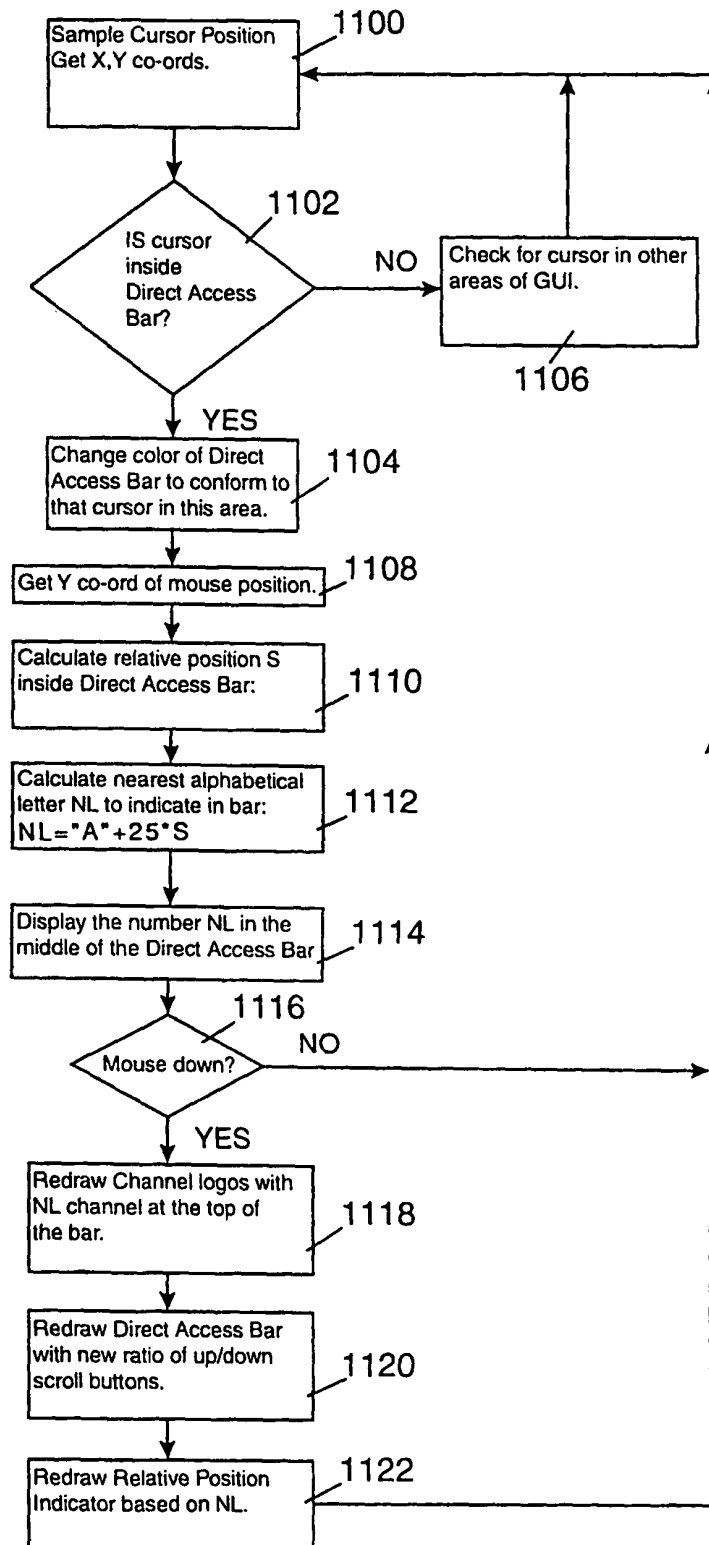 Sample Cursor Position
Get X,Y co-ords.
1100
IS cursor
inside
Direct Access
Bar?
1102
NO
Check for cursor in other
areas of GUI.
1106
YES
Change color of Direct
Access Bar to conform to
that cursor in this area.
1104
Get Y co-ord of mouse position.
1108
Calculate relative position S
inside Direct Access Bar:
1110
Calculate nearest alphabetical
letter NL to indicate in bar:
NL="A"+25*S
1112
Display the number NL in the
middle of the Direct Access Bar
1114
1116
Mouse down?
NO
YES
Redraw Channel logos with
NL channel at the top of
the bar.
1118
Redraw Direct Access Bar
with new ratio of up/down
scroll buttons.
1120
Redraw Relative Position
Indicator based on NL.
1122